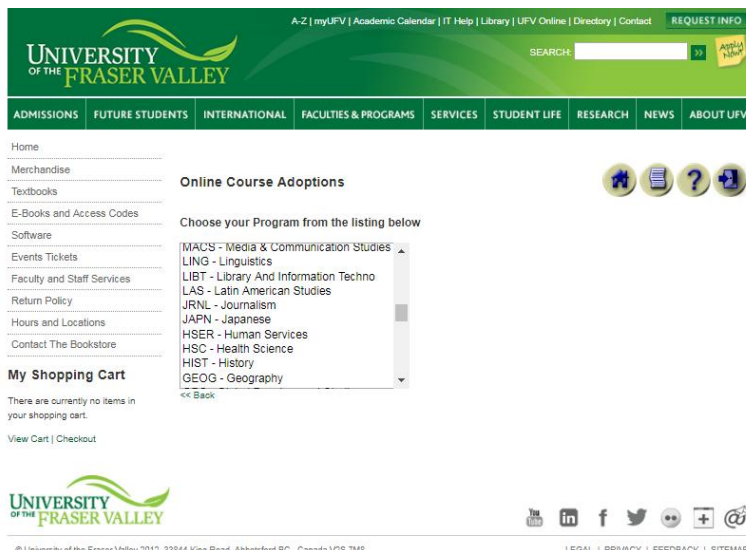 A-Z | myUFV | Academic Calendar | IT Help | Library | UFV Online | Directory | Contact REQUEST INFO
UNIVERSITY
OF THE FRASER VALLEY
SEARCH:
Apply Now!
ADMISSIONS FUTURE STUDENTS INTERNATIONAL FACULTIES & PROGRAMS SERVICES STUDENT LIFE RESEARCH NEWS ABOUT UFV
Home
Merchandise
Textbooks
E-Books and Access Codes
Software
Events Tickets
Faculty and Staff Services
Return Policy
Hours and Locations
Contact The Bookstore
My Shopping Cart
There are currently no items in
your shopping cart.
View Cart | Checkout
Online Course Adoptions
?
Choose your Program from the listing below
MACS - Media & Communication Studies
LING - Linguistics
LIBT - Library And Information Techno
LAS - Latin American Studies
JRNL - Journalism
JAPN - Japanese
HSER - Human Services
HSC - Health Science
HIST - History
GEOG - Geography
<< Back
UNIVERSITY
OF THE FRASER VALLEY
You Tube in f + @